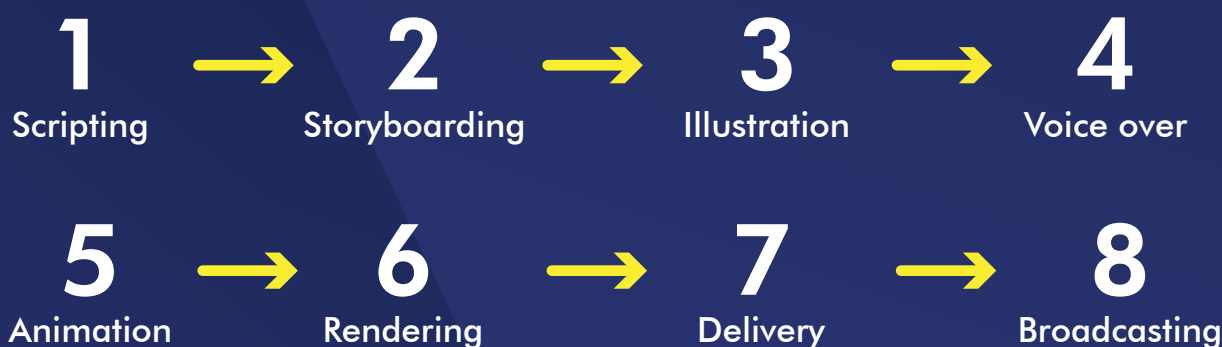 1 → 2 → 3 → 4
Scripting Storyboarding Illustration Voice over
5 → 6 → 7 → 8
Animation Rendering Delivery Broadcasting